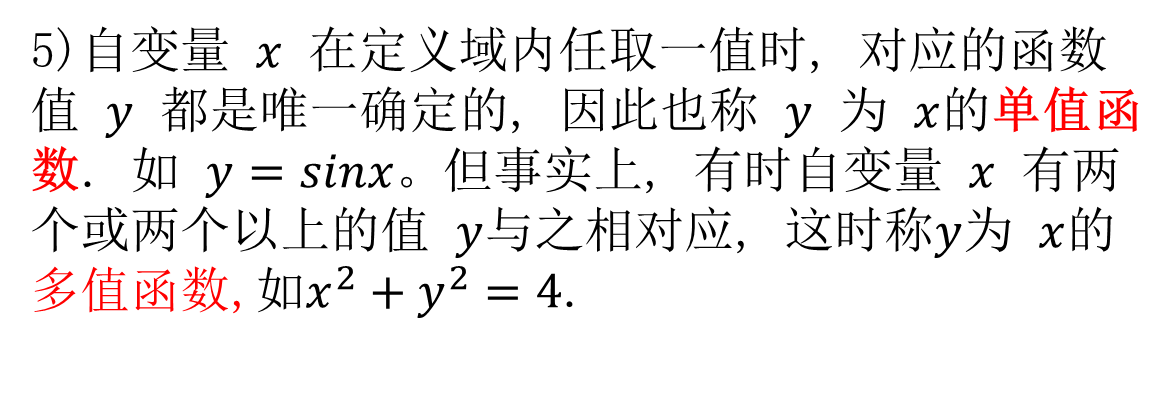 5)自变量 x 在定义域内任取一值时, 对应的函数
值 y 都是唯一确定的, 因此也称 y 为 x的单值函
数. 如 y = sinx。但事实上, 有时自变量 x 有两
个或两个以上的值 y与之相对应, 这时称y为 x的
多值函数,如x² + y² = 4.